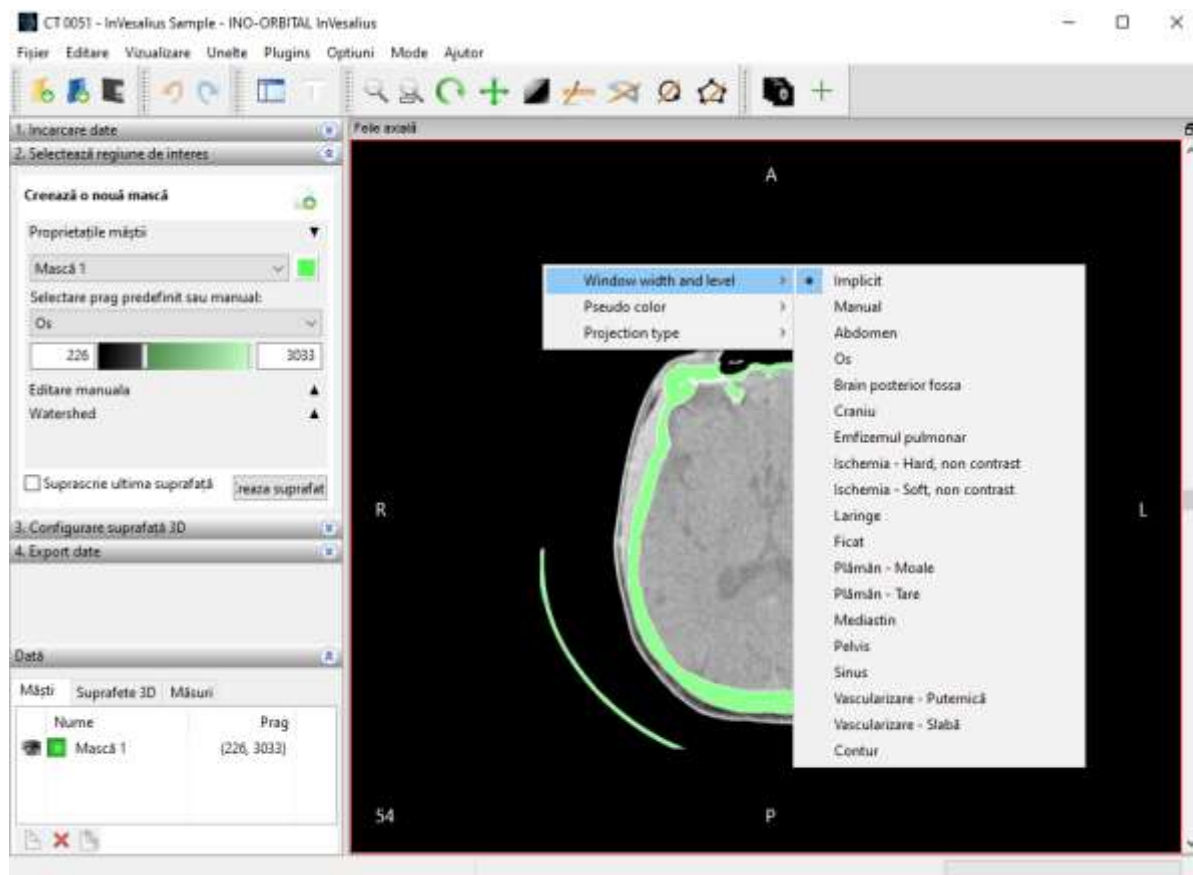 CT 0051 - InVesalius Sample - INO-ORBITAL InVesalius
Fișier Editare Vizualizare Unelte Plugins Optiuni Mode Ajutor
1. Incarcare date
2. Selectează regiune de interes
Creează o nouă mască
Proprietațile măștii
Mască 1
Selectare prag predefinit sau manual:
Os
226 3033
Editare manuala
Watershed
Suprascrie ultima suprafață
reaza suprafat
3. Configurare suprafață 3D
4. Export date
Dată
Măști Suprafete 3D Măsuri
Nume Prag
Mască 1 (226, 3033)
Felie axială
A
Window width and level
Pseudo color
Projection type
Implicit
Manual
Abdomen
Os
Brain posterior fossa
Craniu
Emfizemul pulmonar
Ischemia - Hard, non contrast
Ischemia - Soft, non contrast
Laringe
Ficat
Plămân - Moale
Plămân - Tare
Mediastin
Pelvis
Sinus
Vascularizare - Puternică
Vascularizare - Slabă
Contur
R
L
54
P